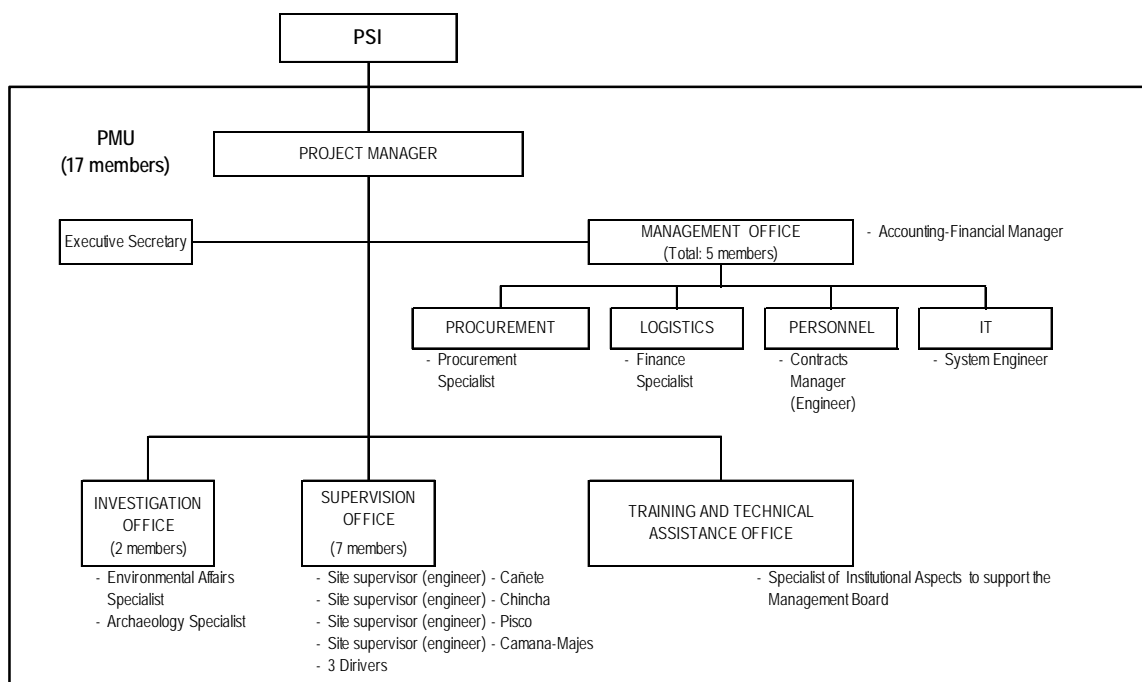 PSI
PMU
(17 members)
PROJECT MANAGER
Executive Secretary
MANAGEMENT OFFICE
(Total: 5 members)
- Accounting-Financial Manager
PROCUREMENT
- Procurement
Specialist
LOGISTICS
- Finance
Specialist
PERSONNEL
- Contracts
Manager
(Engineer)
IT
- System Engineer
INVESTIGATION
OFFICE
(2 members)
- Environmental Affairs
Specialist
- Archaeology Specialist
SUPERVISION
OFFICE
(7 members)
- Site supervisor (engineer) - Cañete
- Site supervisor (engineer) - Chincha
- Site supervisor (engineer) - Pisco
- Site supervisor (engineer) - Camana-Majes
- 3 Dirivers
TRAINING AND TECHNICAL
ASSISTANCE OFFICE
- Specialist of Institutional Aspects to support the
Management Board